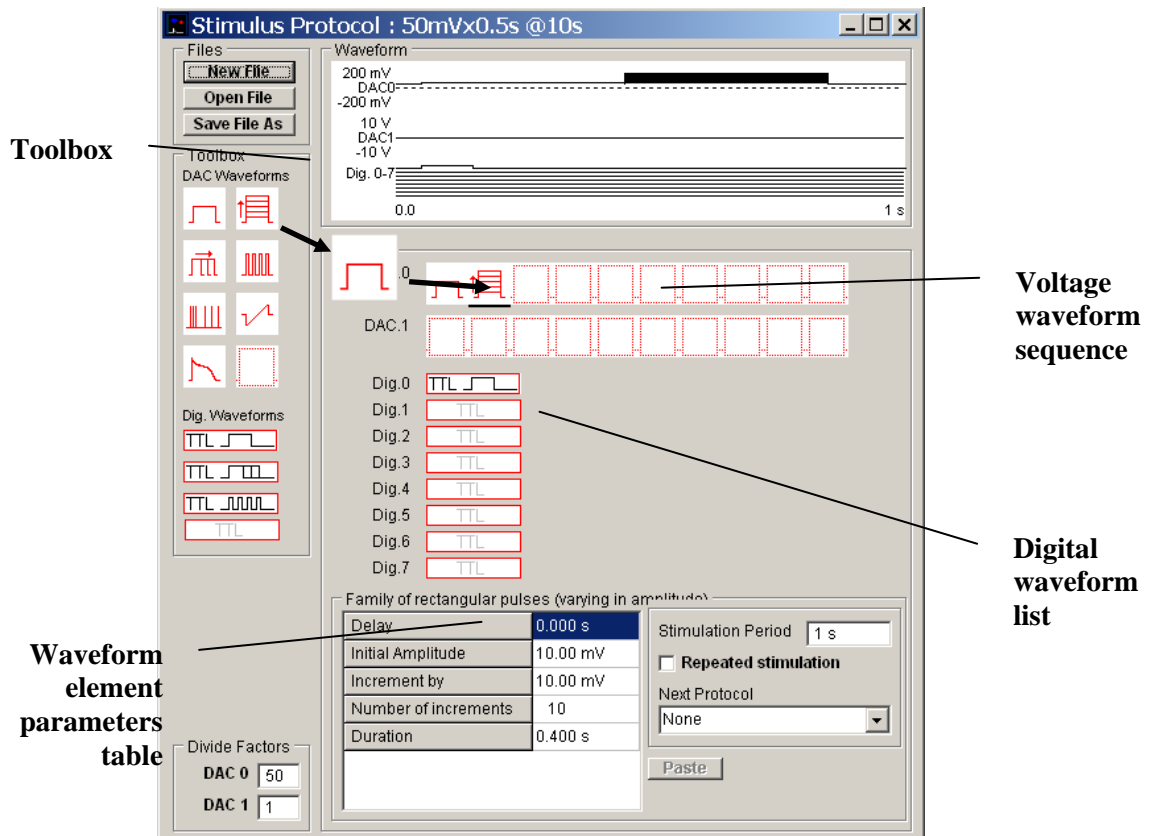 Stimulus Protocol : 50mVx0.5s @10s
Files
New File
Open File
Save File As
Waveform
200 mV
DAC0
-200 mV
10 V
DAC1
-10 V
Dig. 0-7
0.0
1 s
Toolbox
Toolbox
DAC Waveforms
Dig. Waveforms
TTL
TTL
TTL
TTL
.0
DAC.1
Dig.0 TTL
Dig.1 TTL
Dig.2 TTL
Dig.3 TTL
Dig.4 TTL
Dig.5 TTL
Dig.6 TTL
Dig.7 TTL
Voltage
waveform
sequence
Digital
waveform
list
Family of rectangular pulses (varying in amplitude)
Delay 0.000 s
Initial Amplitude 10.00 mV
Increment by 10.00 mV
Number of increments 10
Duration 0.400 s
Stimulation Period 1 s
Repeated stimulation
Next Protocol
None
Paste
Waveform
element
parameters
table
Divide Factors
DAC 0 50
DAC 1 1